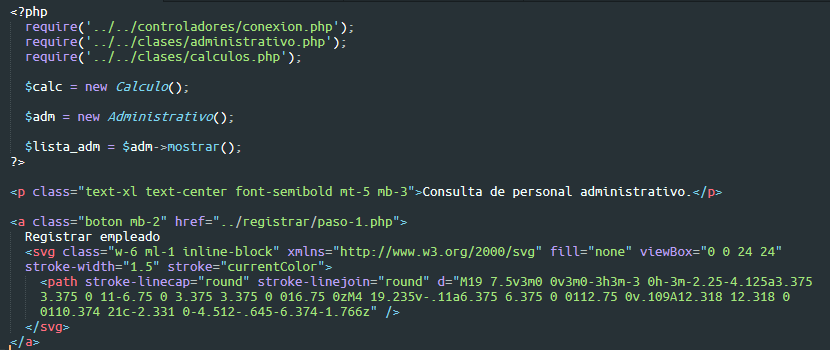 <?php
require('../../controladores/conexion.php');
require('../../clases/administrativo.php');
require('../../clases/calculos.php');
$calc = new Calculo();
$adm = new Administrativo();
$lista_adm = $adm->mostrar();
?>
<p class="text-xl text-center font-semibold mt-5 mb-3">Consulta de personal administrativo.</p>
<a class="boton mb-2" href="../registrar/paso-1.php">
Registrar empleado
<svg class="w-6 ml-1 inline-block" xmlns="http://www.w3.org/2000/svg" fill="none" viewBox="0 0 24 24"
stroke-width="1.5" stroke="currentColor">
<path stroke-linecap="round" stroke-linejoin="round" d="M19 7.5v3m0 0v3m0-3h3m-3 0h-3m-2.25-4.125a3.375
3.375 0 11-6.75 0 3.375 3.375 0 016.75 0zM4 19.235v-.11a6.375 6.375 0 0112.75 0v.109A12.318 12.318 0
0110.374 21c-2.331 0-4.512-.645-6.374-1.766z" />
</svg>
</a>